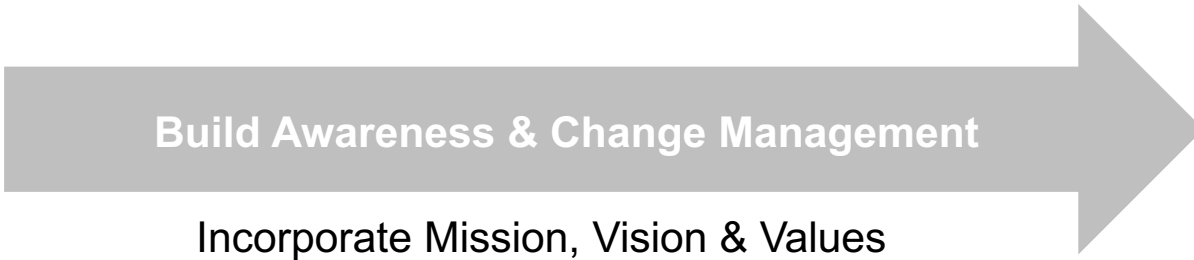 Build Awareness & Change Management
Incorporate Mission, Vision & Values